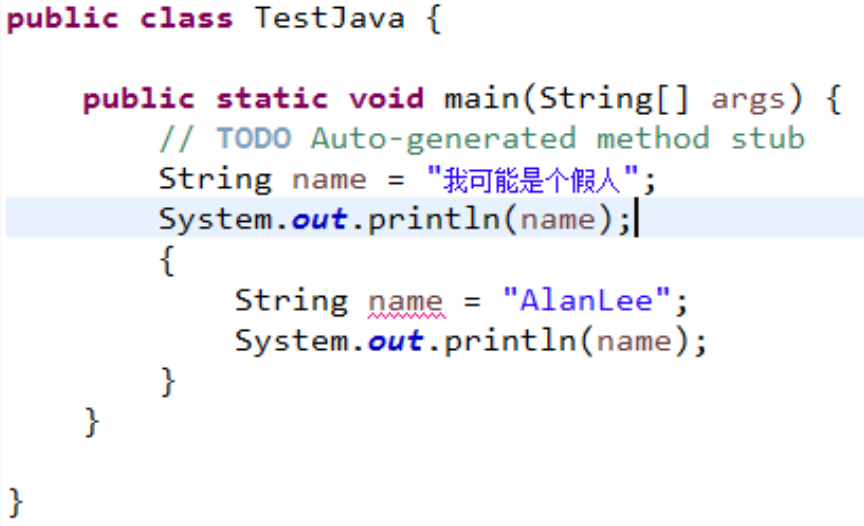 public class TestJava {
public static void main(String[] args) {
// TODO Auto-generated method stub
String name = "我可能是个假人";
System.out.println(name);
{
String name = "AlanLee";
System.out.println(name);
}
}
}